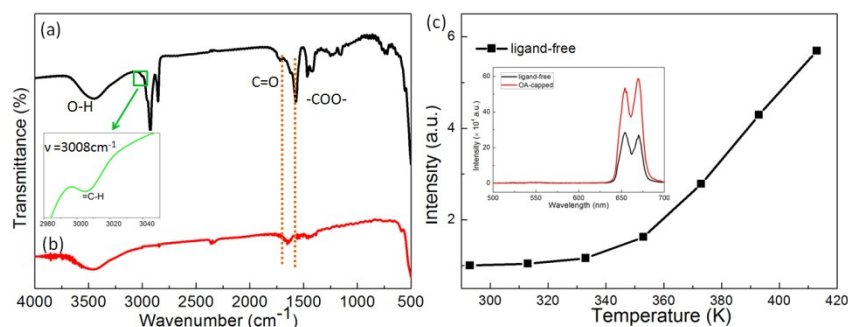 (a)
O-H
C=O
-COO-
ν =3008cm-1
=C-H
2980 3000 3020 3040
(b)
Transmittance (%)
4000 3500 3000 2500 2000 1500 1000 500
Wavenumber (cm-1)
(c)
ligand-free
6
4
2
Intensity (a.u.)
ligand-free
OA-capped
60
40
20
0
Intensity (× 104 a.u.)
500 550 600 650 700
Wavelength (nm)
300 320 340 360 380 400 420
Temperature (K)